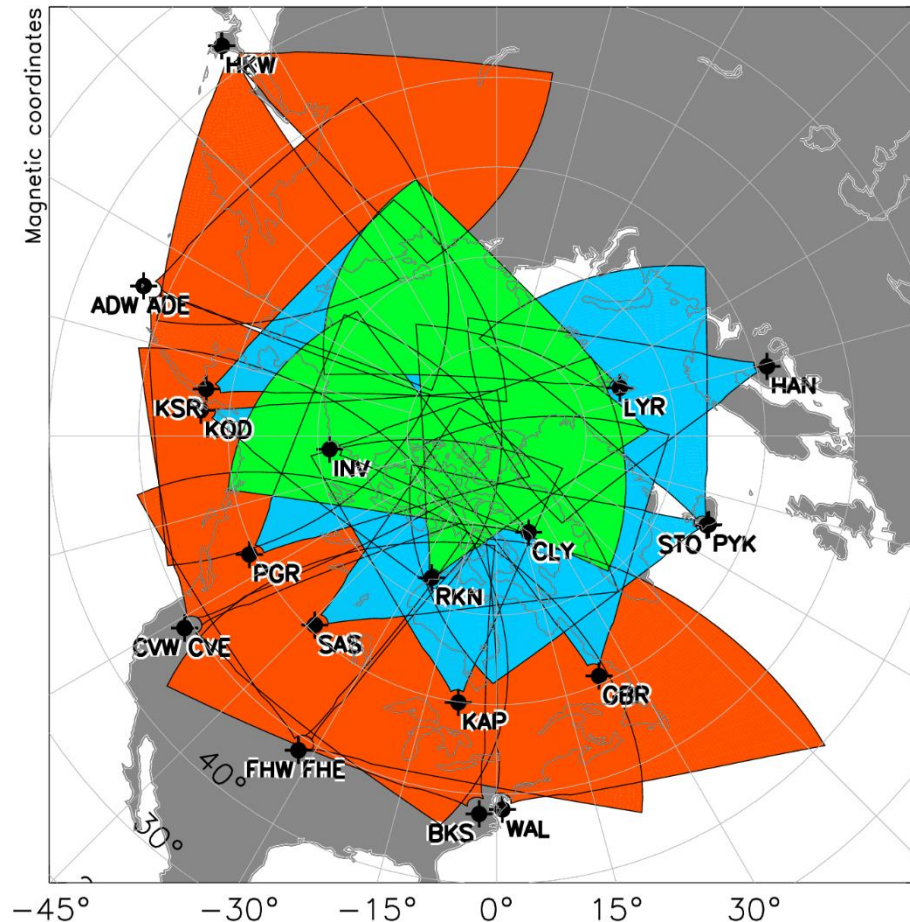 Magnetic coordinates
HKW
ADW ADE
HAN
KSR
LYR
KOD
INV
STO PYK
CLY
PGR
RKN
CVW CVE
SAS
GBR
KAP
FHW FHE
40°
BKS
WAL
30°
-45° -30° -15° 0° 15° 30°